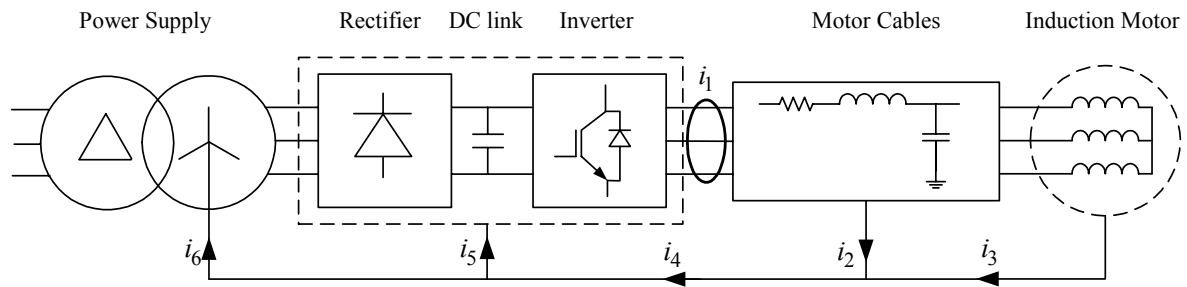 Power Supply
Rectifier
DC link
Inverter
Motor Cables
Induction Motor
i1
i6
i5
i4
i2
i3